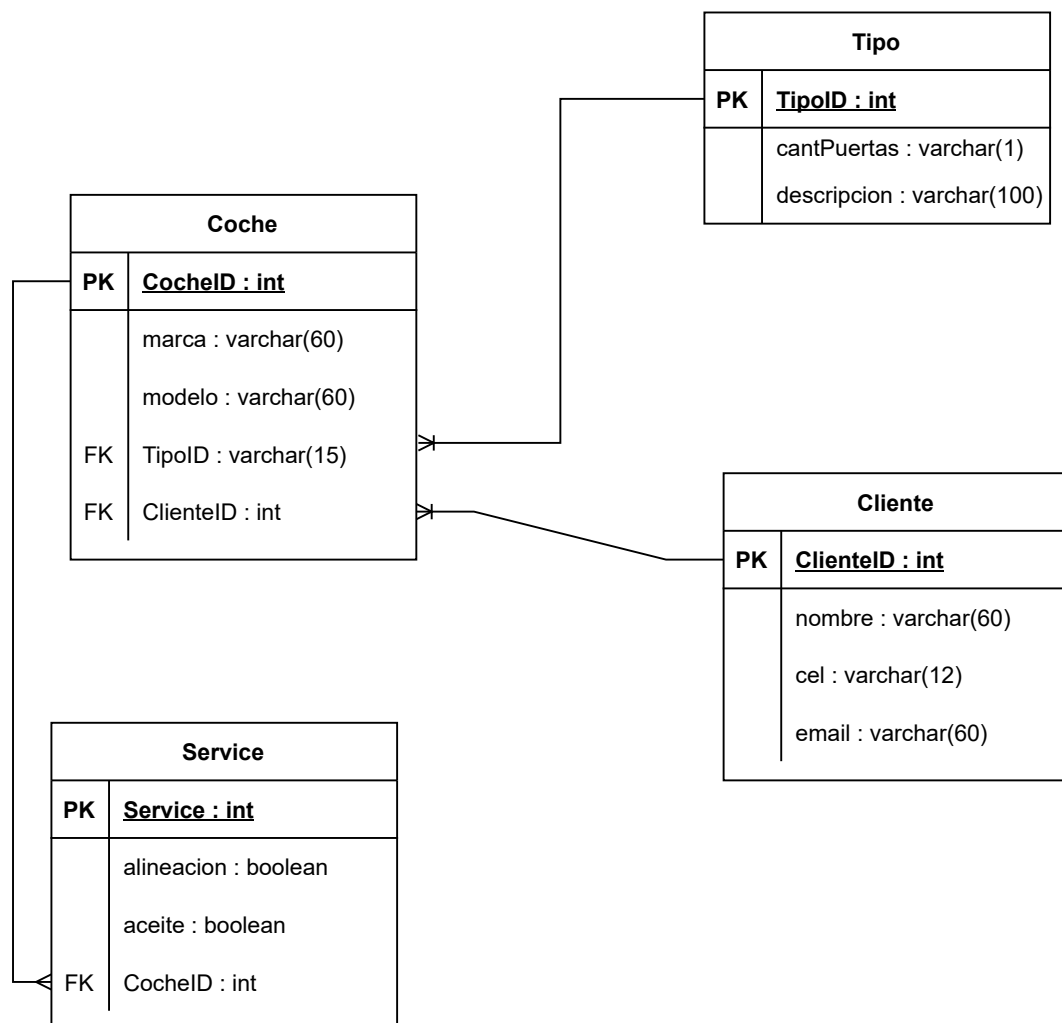 Tipo
PK TipoID : int
cantPuertas : varchar(1)
descripcion : varchar(100)
Coche
PK CocheID : int
marca : varchar(60)
modelo : varchar(60)
FK TipoID : varchar(15)
FK ClienteID : int
Cliente
PK ClienteID : int
nombre : varchar(60)
cel : varchar(12)
email : varchar(60)
Service
PK Service : int
alineacion : boolean
aceite : boolean
FK CocheID : int